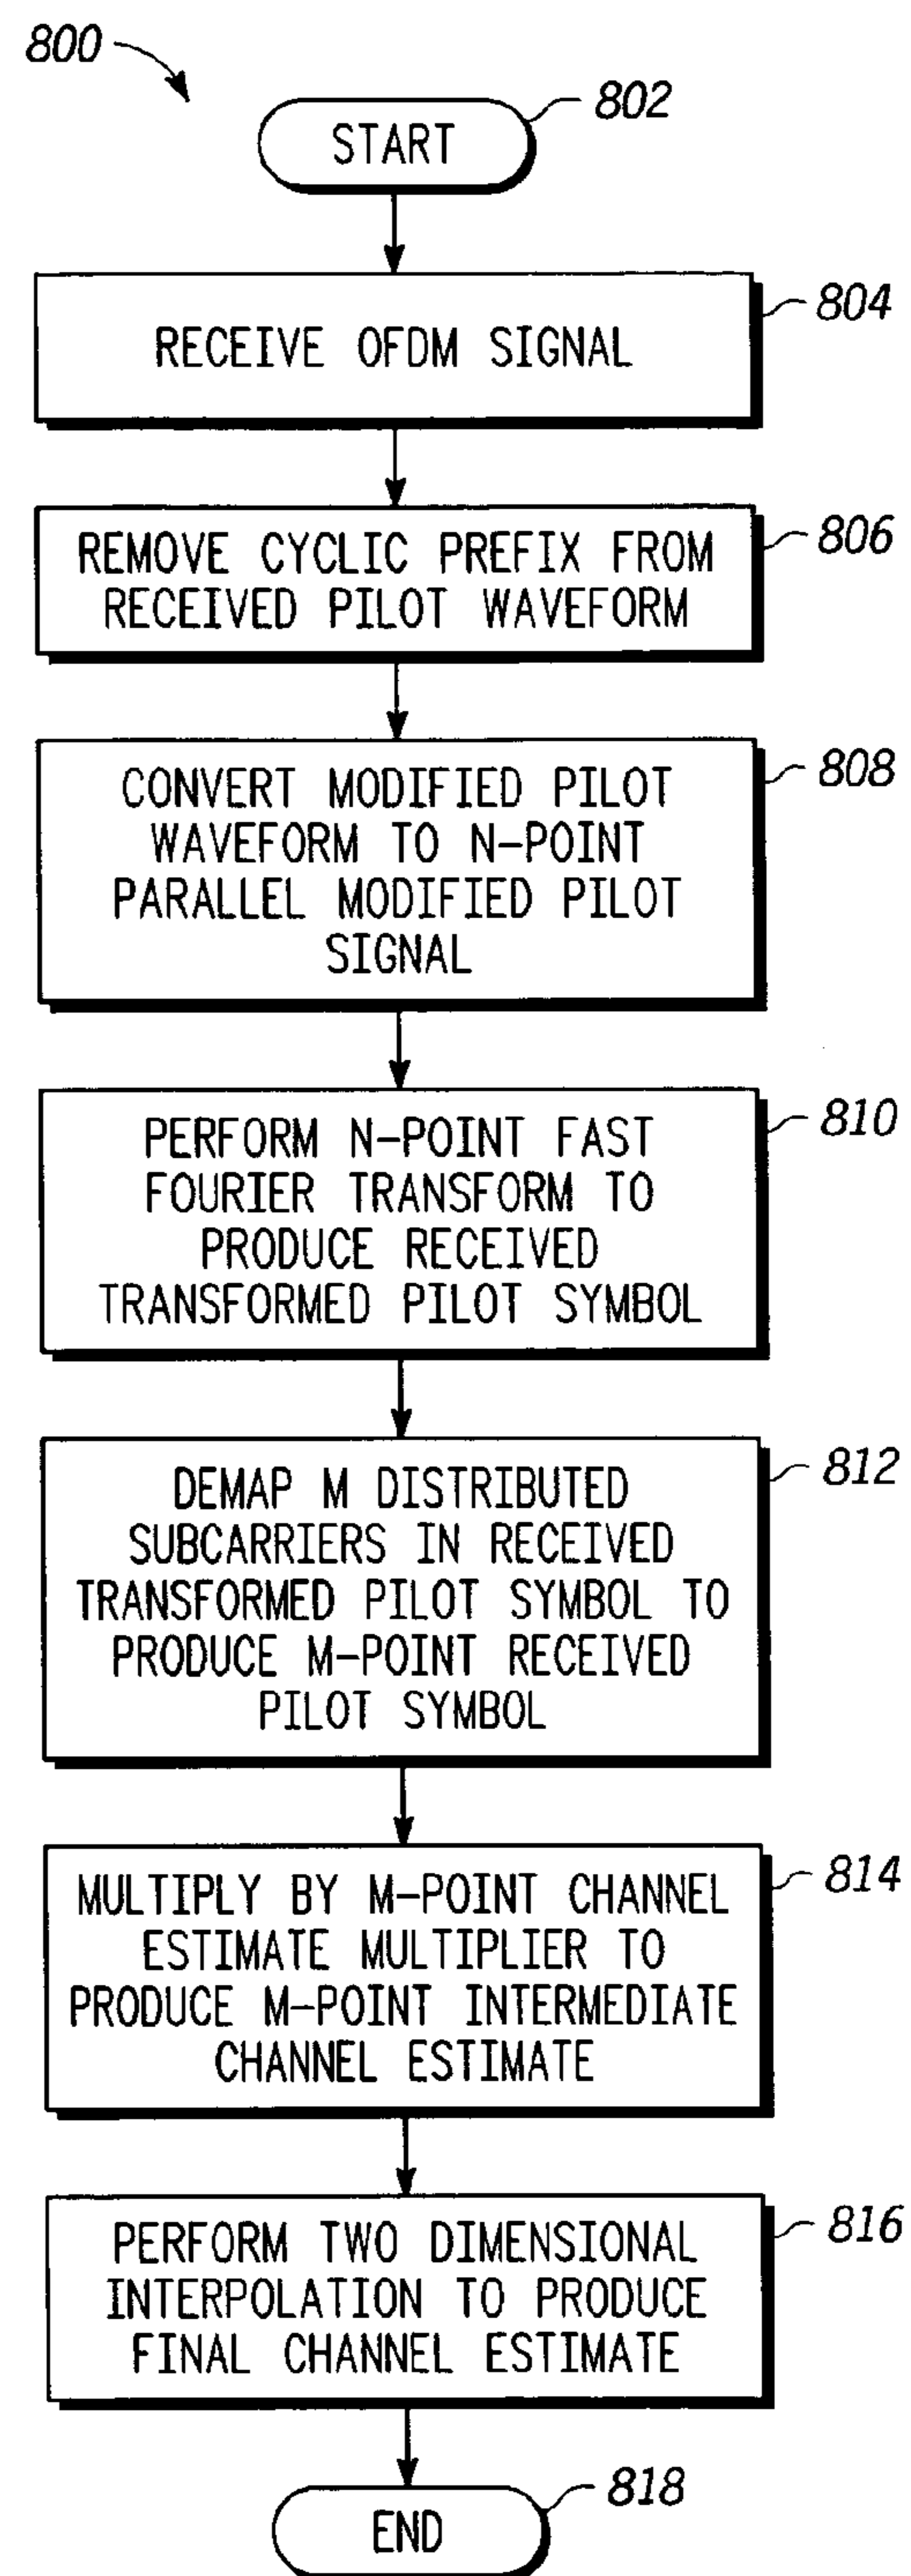 800
802
START
804
RECEIVE OFDM SIGNAL
806
REMOVE CYCLIC PREFIX FROM
RECEIVED PILOT WAVEFORM
808
CONVERT MODIFIED PILOT
WAVEFORM TO N-POINT
PARALLEL MODIFIED PILOT
SIGNAL
810
PERFORM N-POINT FAST
FOURIER TRANSFORM TO
PRODUCE RECEIVED
TRANSFORMED PILOT SYMBOL
812
DEMAP M DISTRIBUTED
SUBCARRIERS IN RECEIVED
TRANSFORMED PILOT SYMBOL TO
PRODUCE M-POINT RECEIVED
PILOT SYMBOL
814
MULTIPLY BY M-POINT CHANNEL
ESTIMATE MULTIPLIER TO
PRODUCE M-POINT INTERMEDIATE
CHANNEL ESTIMATE
816
PERFORM TWO DIMENSIONAL
INTERPOLATION TO PRODUCE
FINAL CHANNEL ESTIMATE
818
END